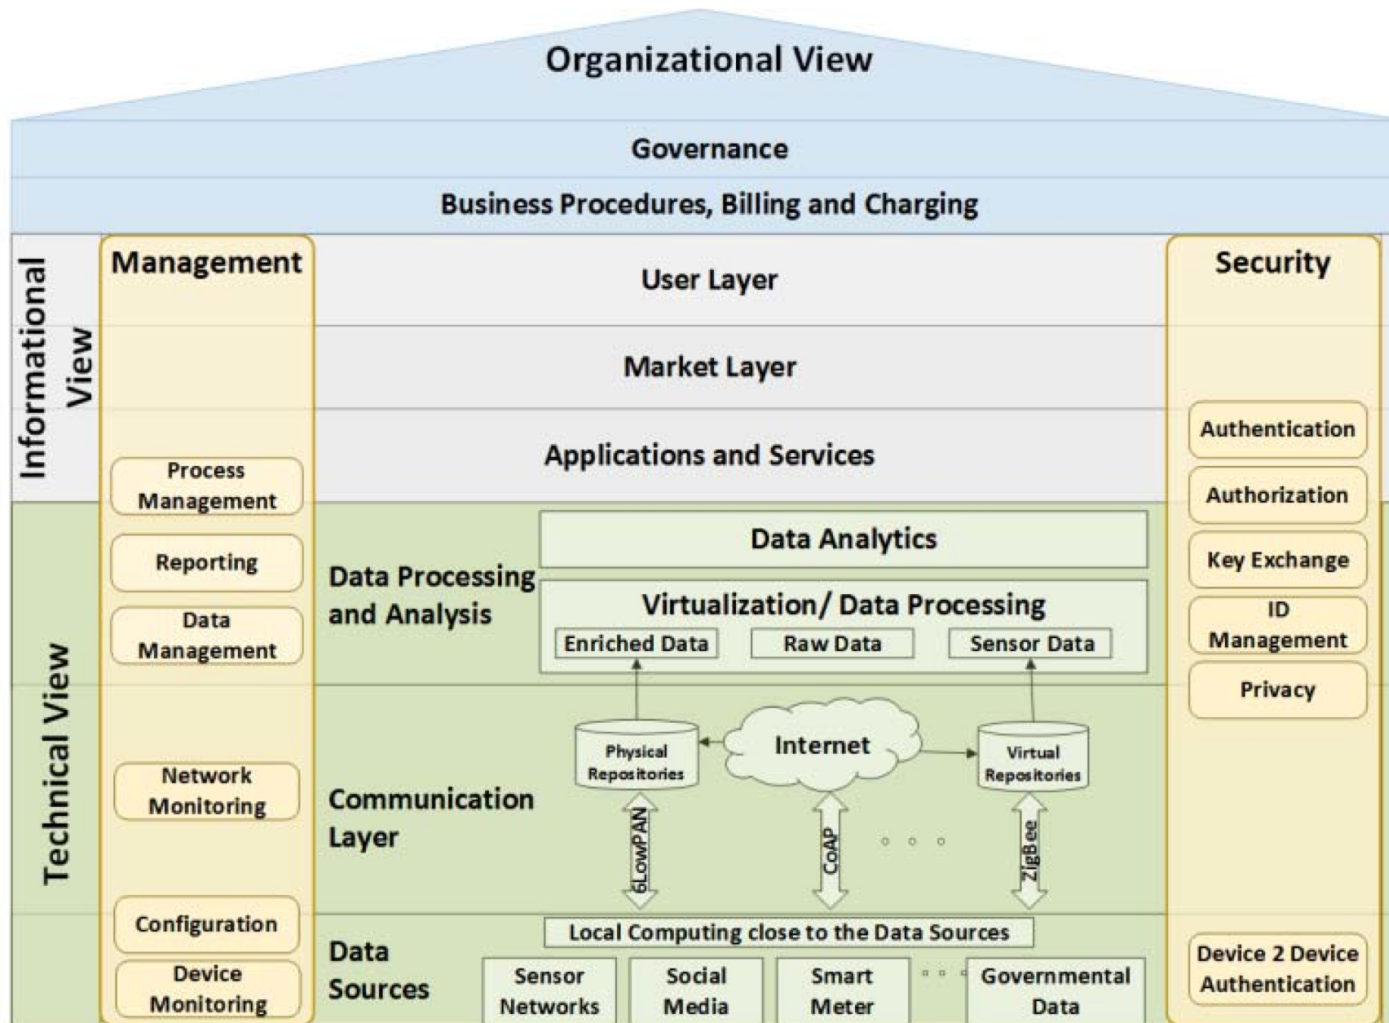 Organizational View
Governance
Business Procedures, Billing and Charging
Informational
View
Management
Process
Management
Reporting
Data
Management
Network
Monitoring
Configuration
Device
Monitoring
User Layer
Market Layer
Applications and Services
Technical View
Data Processing
and Analysis
Data Analytics
Virtualization/ Data Processing
Enriched Data
Raw Data
Sensor Data
Communication
Layer
Physical
Repositories
Internet
Virtual
Repositories
6LowPAN
CoAP
ZigBee
Data
Sources
Local Computing close to the Data Sources
Sensor
Networks
Social
Media
Smart
Meter
Governmental
Data
Security
Authentication
Authorization
Key Exchange
ID
Management
Privacy
Device 2 Device
Authentication